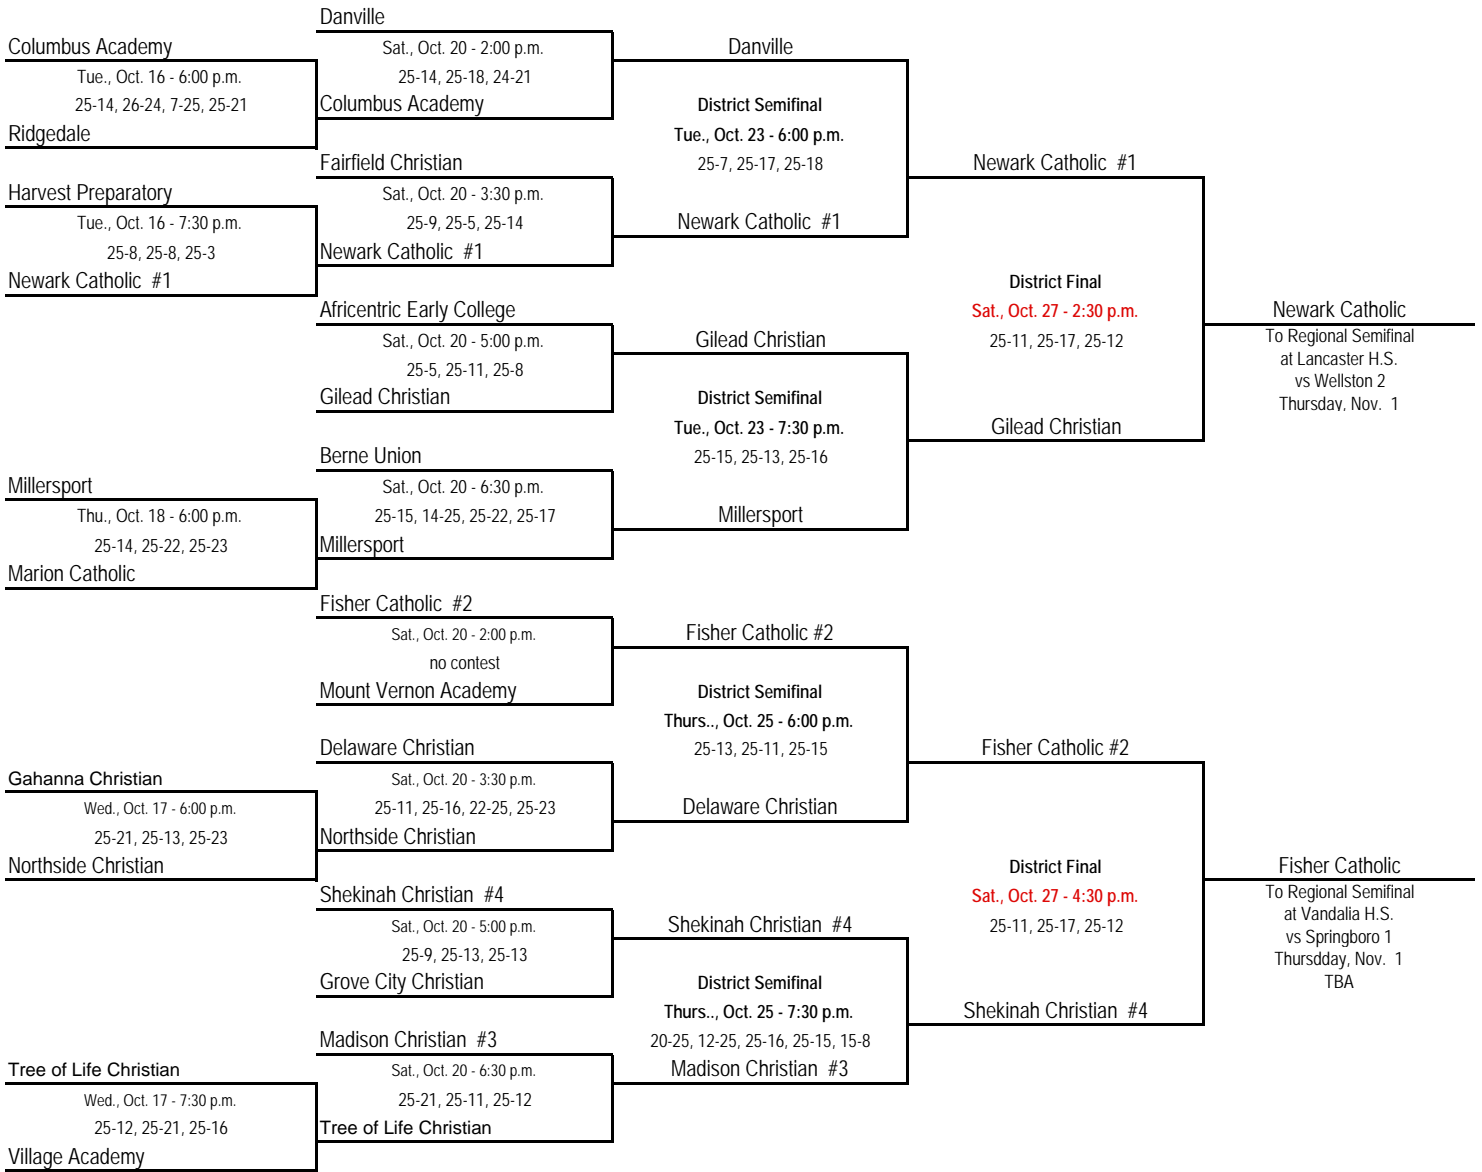 Danville
Columbus Academy
Sat., Oct. 20 - 2:00 p.m.
Danville
Tue., Oct. 16 - 6:00 p.m.
25-14, 25-18, 24-21
25-14, 26-24, 7-25, 25-21
Columbus Academy
District Semifinal
Ridgedale
Tue., Oct. 23 - 6:00 p.m.
Fairfield Christian
25-7, 25-17, 25-18
Newark Catholic #1
Harvest Preparatory
Sat., Oct. 20 - 3:30 p.m.
Tue., Oct. 16 - 7:30 p.m.
25-9, 25-5, 25-14
Newark Catholic #1
25-8, 25-8, 25-3
Newark Catholic #1
Newark Catholic #1
District Final
Africentric Early College
Sat., Oct. 27 - 2:30 p.m.
Newark Catholic
Sat., Oct. 20 - 5:00 p.m.
Gilead Christian
25-11, 25-17, 25-12
To Regional Semifinal
at Lancaster H.S.
25-5, 25-11, 25-8
vs Wellston 2
Gilead Christian
District Semifinal
Thursday, Nov. 1
Tue., Oct. 23 - 7:30 p.m.
Gilead Christian
Berne Union
25-15, 25-13, 25-16
Millersport
Sat., Oct. 20 - 6:30 p.m.
Thu., Oct. 18 - 6:00 p.m.
25-15, 14-25, 25-22, 25-17
Millersport
25-14, 25-22, 25-23
Millersport
Marion Catholic
Fisher Catholic #2
Sat., Oct. 20 - 2:00 p.m.
Fisher Catholic #2
no contest
Mount Vernon Academy
District Semifinal
Thurs.., Oct. 25 - 6:00 p.m.
Delaware Christian
25-13, 25-11, 25-15
Fisher Catholic #2
Gahanna Christian
Sat., Oct. 20 - 3:30 p.m.
Wed., Oct. 17 - 6:00 p.m.
25-11, 25-16, 22-25, 25-23
Delaware Christian
25-21, 25-13, 25-23
Northside Christian
Northside Christian
District Final
Fisher Catholic
Shekinah Christian #4
Sat., Oct. 27 - 4:30 p.m.
To Regional Semifinal
at Vandalia H.S.
Sat., Oct. 20 - 5:00 p.m.
Shekinah Christian #4
25-11, 25-17, 25-12
vs Springboro 1
25-9, 25-13, 25-13
Thursdday, Nov. 1
Grove City Christian
District Semifinal
TBA
Thurs.., Oct. 25 - 7:30 p.m.
Shekinah Christian #4
Madison Christian #3
20-25, 12-25, 25-16, 25-15, 15-8
Tree of Life Christian
Sat., Oct. 20 - 6:30 p.m.
Madison Christian #3
Wed., Oct. 17 - 7:30 p.m.
25-21, 25-11, 25-12
25-12, 25-21, 25-16
Tree of Life Christian
Village Academy